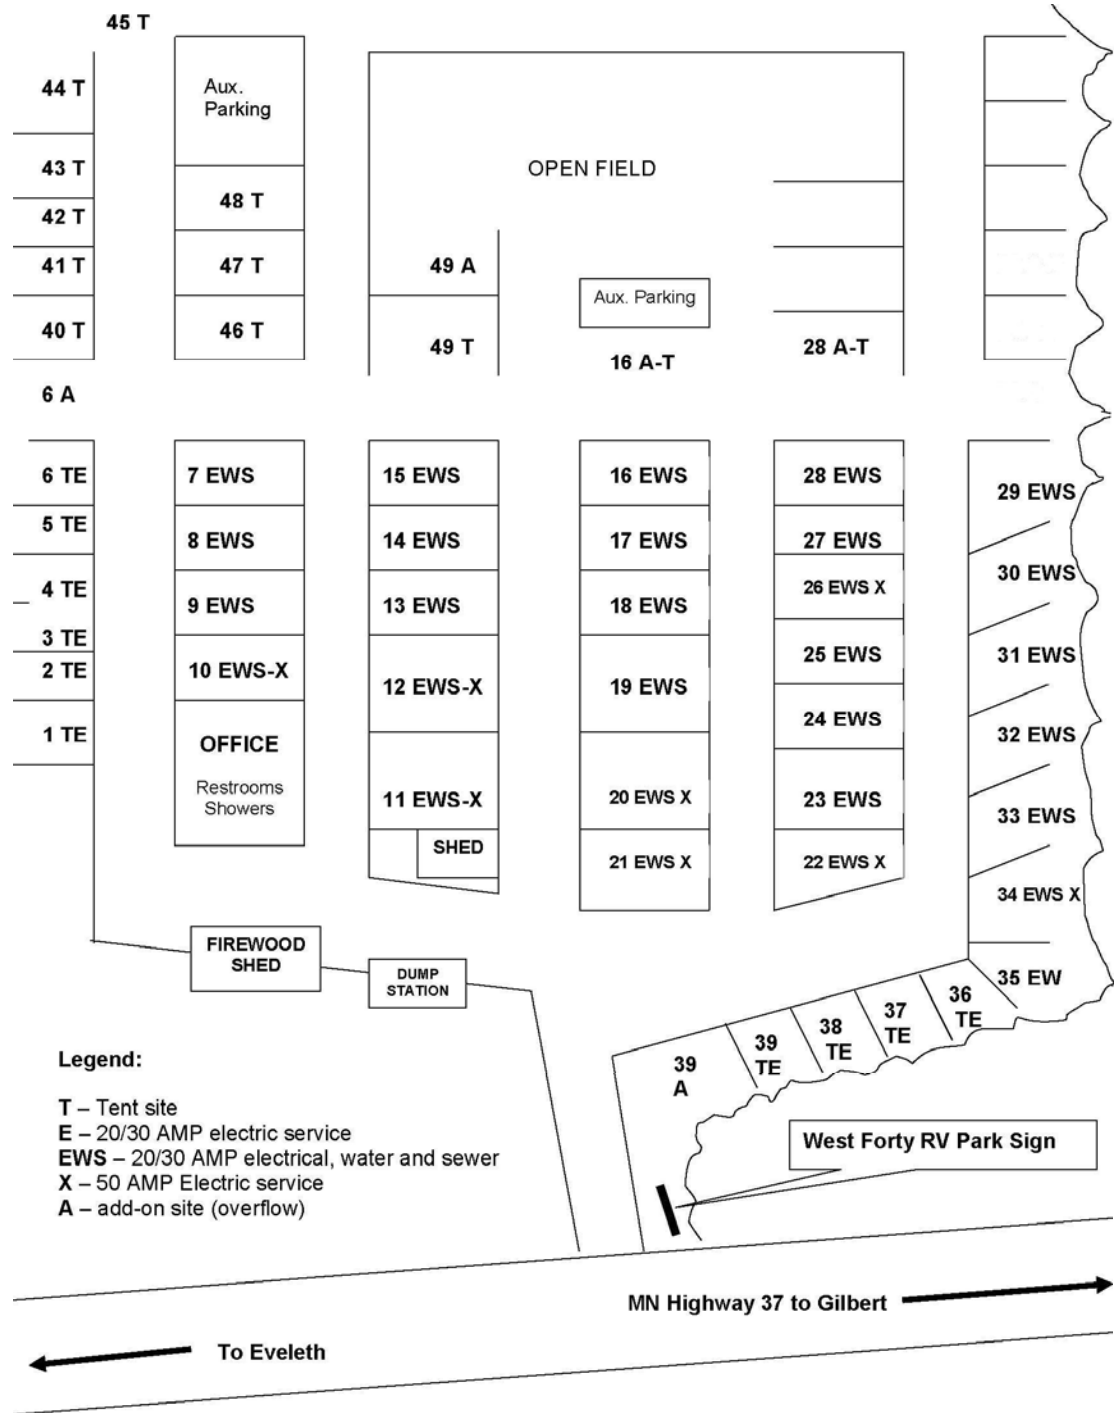 45 T
44 T
Aux.
Parking
43 T
OPEN FIELD
48 T
42 T
41 T
47 T
49 A
Aux. Parking
40 T
46 T
49 T
16 A-T
28 A-T
6 A
6 TE
7 EWS
15 EWS
16 EWS
28 EWS
29 EWS
5 TE
8 EWS
14 EWS
17 EWS
27 EWS
30 EWS
4 TE
9 EWS
13 EWS
18 EWS
26 EWS X
3 TE
2 TE
10 EWS-X
12 EWS-X
19 EWS
25 EWS
31 EWS
1 TE
OFFICE
24 EWS
32 EWS
Restrooms
Showers
11 EWS-X
20 EWS X
23 EWS
33 EWS
SHED
21 EWS X
22 EWS X
34 EWS X
FIREWOOD
SHED
DUMP
STATION
35 EW
36
TE
37
TE
38
TE
39
TE
39
A
Legend:
T – Tent site
E – 20/30 AMP electric service
EWS – 20/30 AMP electrical, water and sewer
X – 50 AMP Electric service
A – add-on site (overflow)
West Forty RV Park Sign
MN Highway 37 to Gilbert
To Eveleth